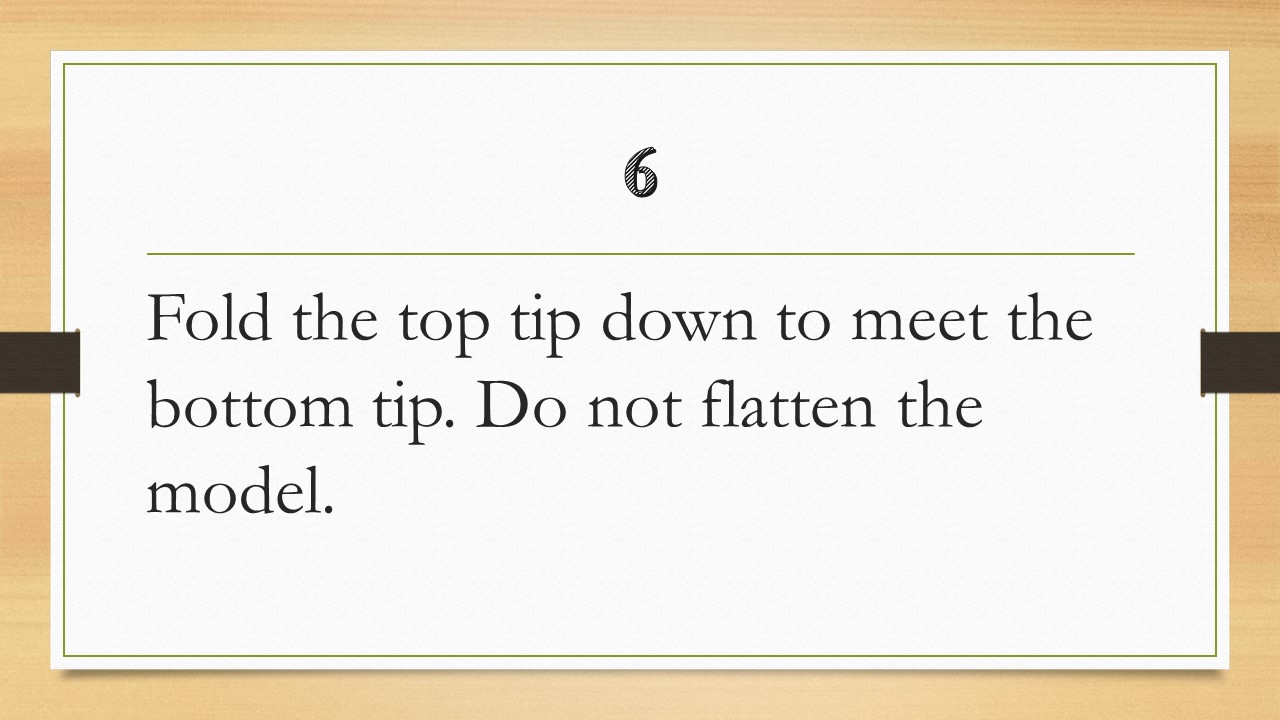 6
Fold the top tip down to meet the
bottom tip. Do not flatten the
model.